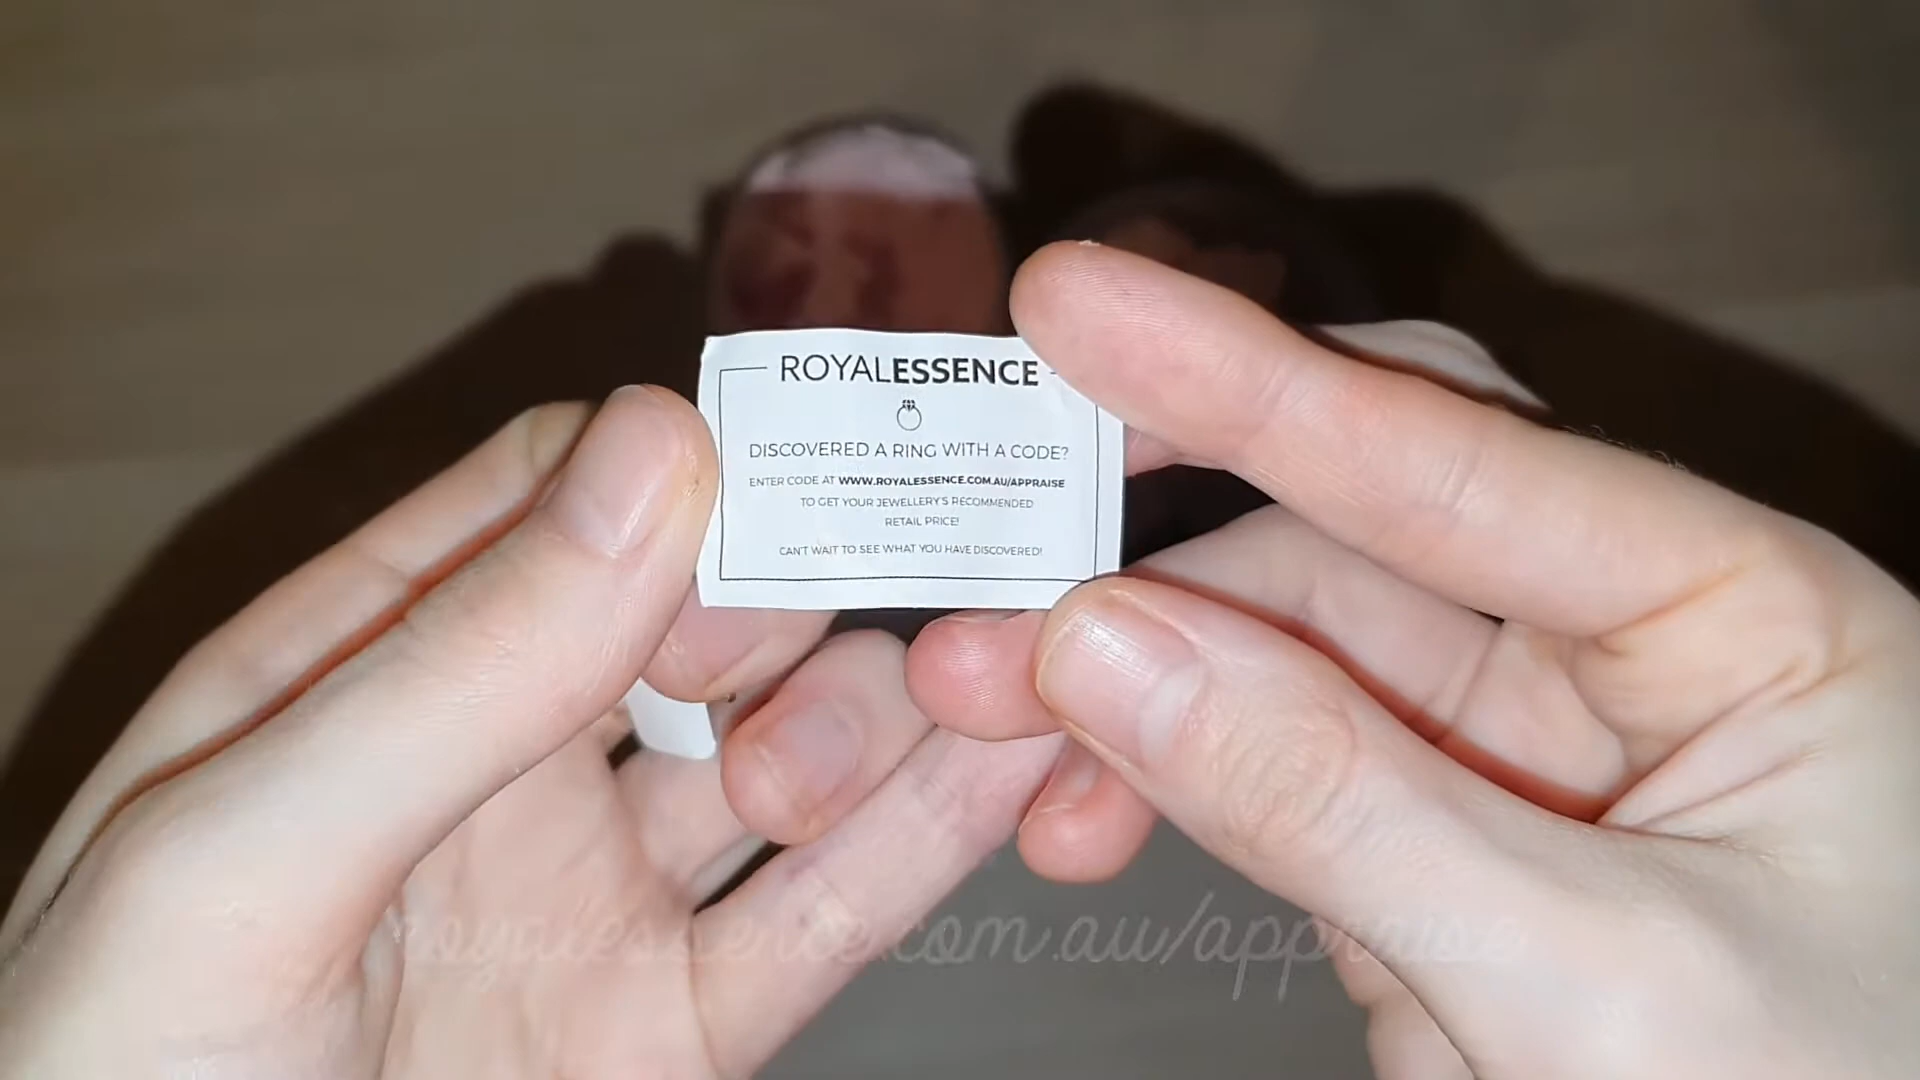 ROYALESSENCE
DISCOVERED A RING WITH A CODE?
ENTER CODE AT WWW.ROYALESSENCE.COM.AU/APPRAISE
TO GET YOUR JEWELLERY'S RECOMMENDED
RETAIL PRICE!
CAN'T WAIT TO SEE WHAT YOU HAVE DISCOVERED!
royalessence.com.au/appraise